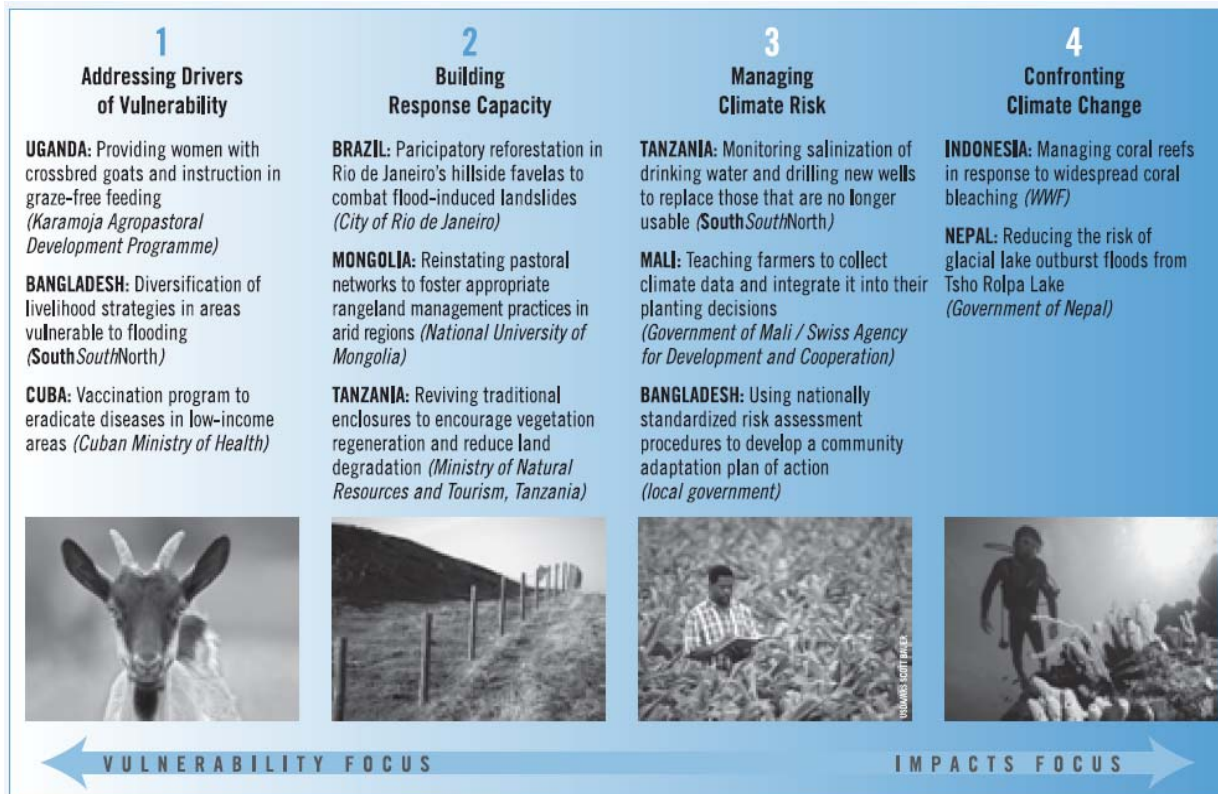 1
Addressing Drivers
of Vulnerability
UGANDA: Providing women with
crossbred goats and instruction in
graze-free feeding
(Karamoja Agropastoral
Development Programme)
BANGLADESH: Diversification of
livelihood strategies in areas
vulnerable to flooding
(SouthSouthNorth)
CUBA: Vaccination program to
eradicate diseases in low-income
areas (Cuban Ministry of Health)
2
Building
Response Capacity
BRAZIL: Paricipatory reforestation in
Rio de Janeiro's hillside favelas to
combat flood-induced landslides
(City of Rio de Janeiro)
MONGOLIA: Reinstating pastoral
networks to foster appropriate
rangeland management practices in
arid regions (National University of
Mongolia)
TANZANIA: Reviving traditional
enclosures to encourage vegetation
regeneration and reduce land
degradation (Ministry of Natural
Resources and Tourism, Tanzania)
3
Managing
Climate Risk
TANZANIA: Monitoring salinization of
drinking water and drilling new wells
to replace those that are no longer
usable (SouthSouthNorth)
MALI: Teaching farmers to collect
climate data and integrate it into their
planting decisions
(Government of Mali / Swiss Agency
for Development and Cooperation)
BANGLADESH: Using nationally
standardized risk assessment
procedures to develop a community
adaptation plan of action
(local government)
4
Confronting
Climate Change
INDONESIA: Managing coral reefs
in response to widespread coral
bleaching (WWF)
NEPAL: Reducing the risk of
glacial lake outburst floods from
Tsho Rolpa Lake
(Government of Nepal)
USDA/ARS SCOTT BAUER
VULNERABILITY FOCUS
IMPACTS FOCUS